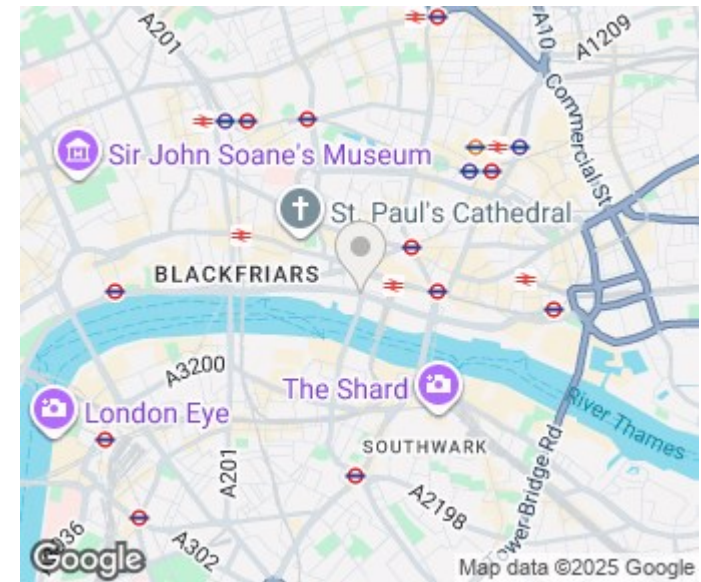 A201
A10
A1209
Commercial St
Sir John Soane's Museum
St. Paul's Cathedral
BLACKFRIARS
A3200
The Shard
London Eye
River Thames
SOUTHWARK
A201
A2198
Tower Bridge Rd
A302
Google
Map data ©2025 Google